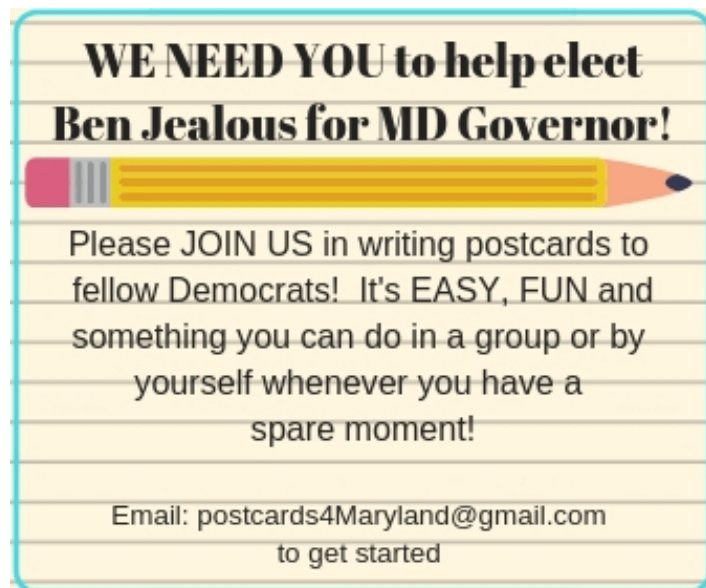 WE NEED YOU to help elect
Ben Jealous for MD Governor!
Please JOIN US in writing postcards to
fellow Democrats!  It's EASY, FUN and
something you can do in a group or by
yourself whenever you have a
spare moment!
Email: postcards4Maryland@gmail.com
to get started